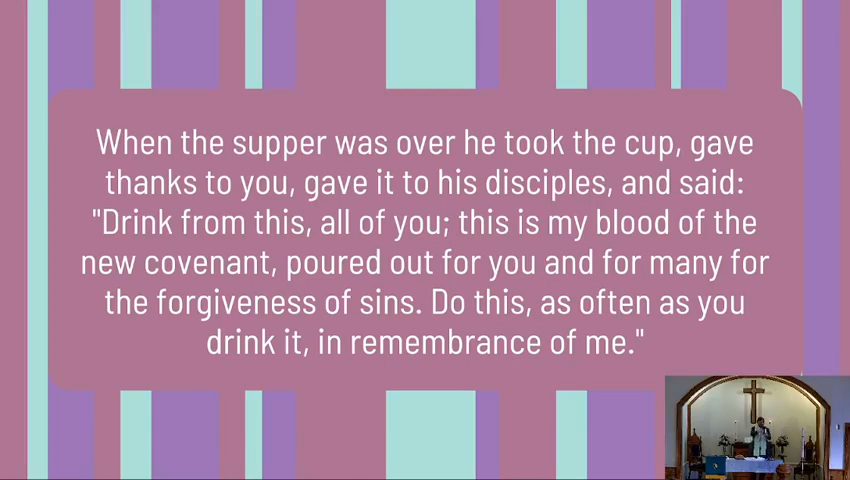 When the supper was over he took the cup, gave
thanks to you, gave it to his disciples, and said:
"Drink from this, all of you; this is my blood of the
new covenant, poured out for you and for many for
the forgiveness of sins. Do this, as often as you
drink it, in remembrance of me."